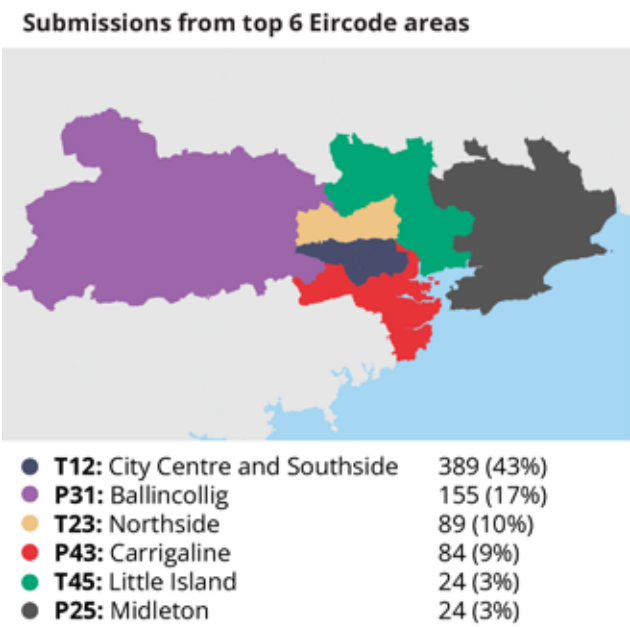 Submissions from top 6 Eircode areas
T12: City Centre and Southside 389 (43%)
P31: Ballincollig 155 (17%)
T23: Northside 89 (10%)
P43: Carrigaline 84 (9%)
T45: Little Island 24 (3%)
P25: Midleton 24 (3%)